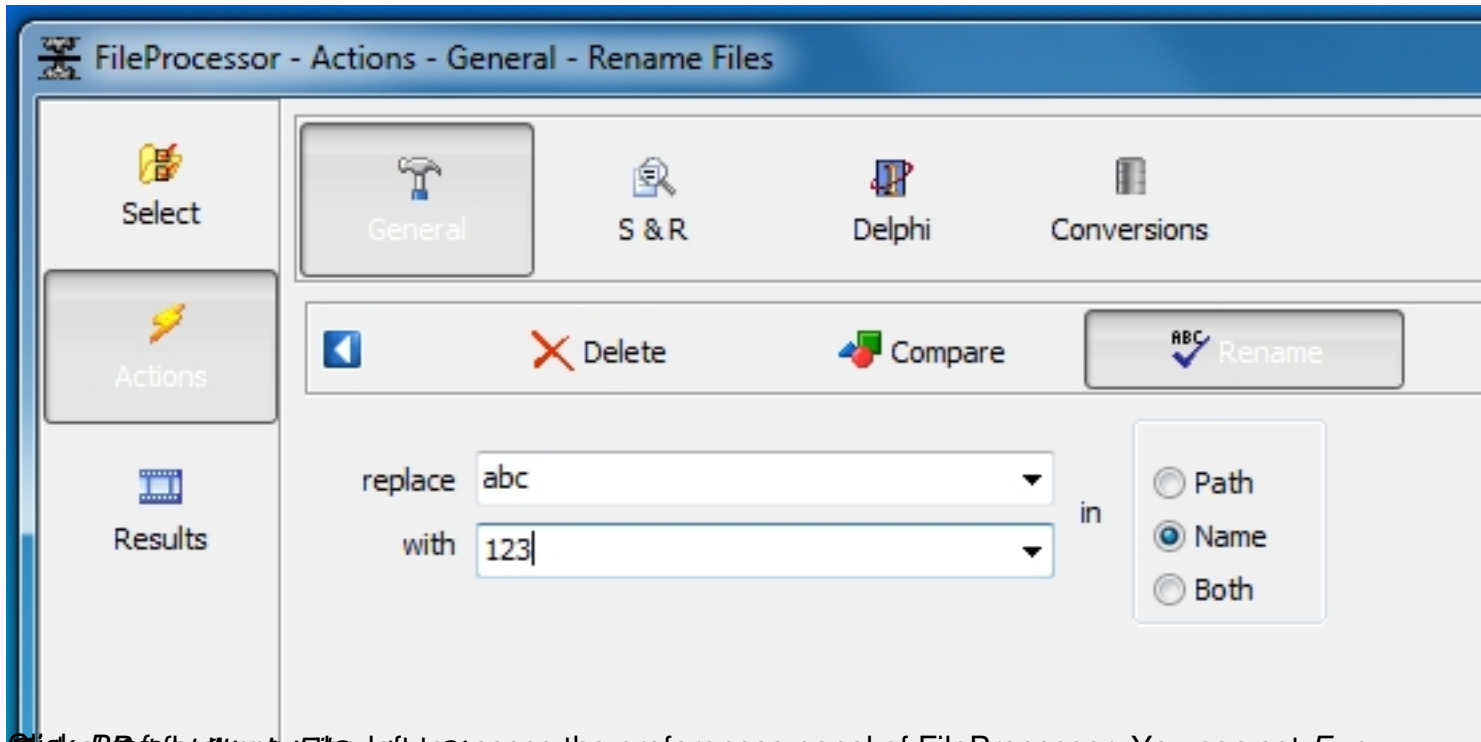 FileProcessor - Actions - General - Rename Files
Select
General
S & R
Delphi
Conversions
Actions
Delete
Compare
ABC Rename
Results
replace abc
with 123
in
Path
Name
Both
the preferences panel of FileProcessor. You can set